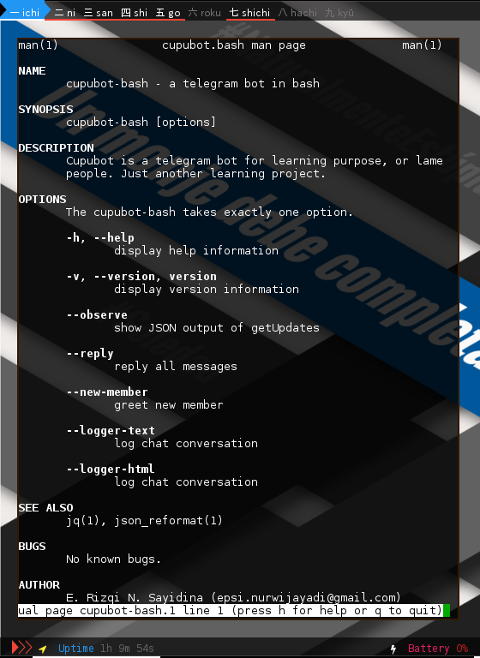 一 ichi 二 ni 三 san 四 shi 五 go 六 roku 七 shichi 八 hachi 九 kyû
man(1) cupubot.bash man page man(1)
NAME
cupubot-bash - a telegram bot in bash
SYNOPSIS
cupubot-bash [options]
DESCRIPTION
Cupubot is a telegram bot for learning purpose, or lame
people. Just another learning project.
OPTIONS
The cupubot-bash takes exactly one option.
-h, --help
display help information
-v, --version, version
display version information
--observe
show JSON output of getUpdates
--reply
reply all messages
--new-member
greet new member
--logger-text
log chat conversation
--logger-html
log chat conversation
SEE ALSO
jq(1), json_reformat(1)
BUGS
No known bugs.
AUTHOR
E. Rizqi N. Sayidina (epsi.nurwijayadi@gmail.com)
ual page cupubot-bash.1 line 1 (press h for help or q to quit)
Uptime 1h 9m 54s Battery 0%
debe completa